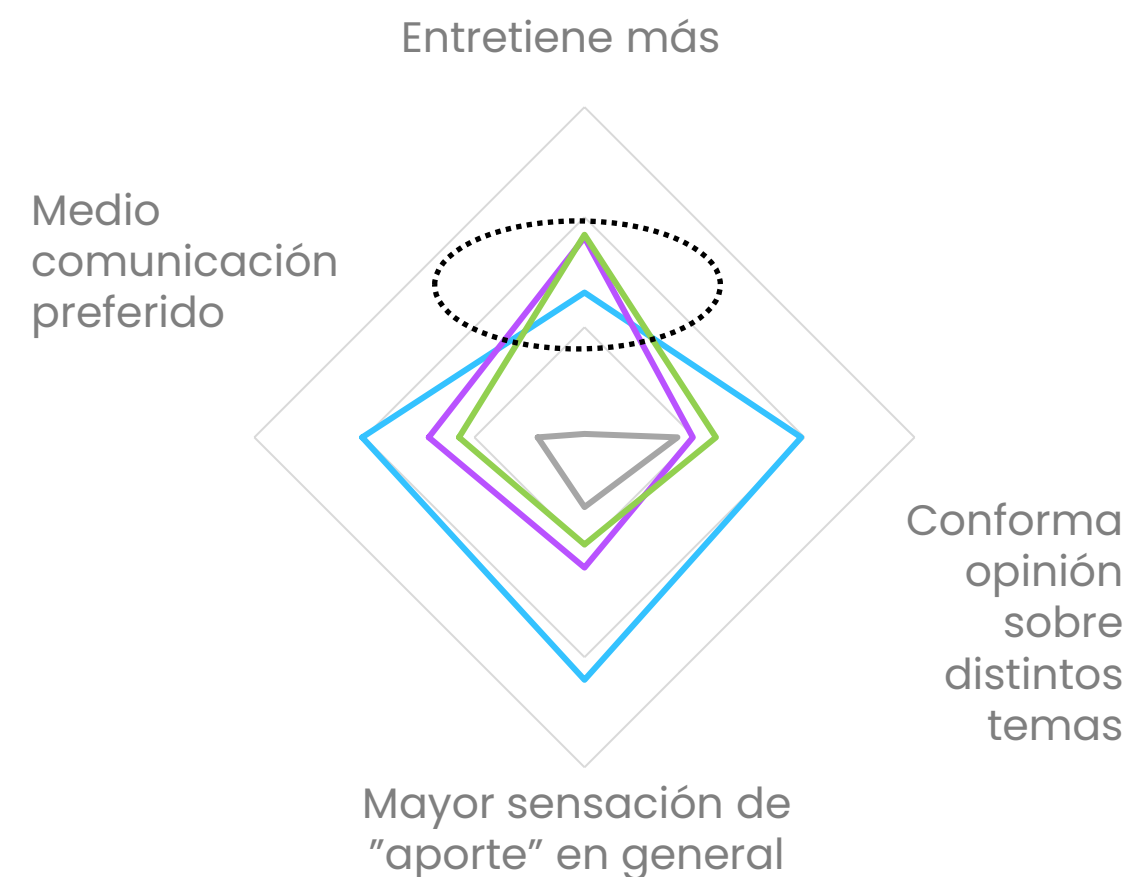 Entretiene más
Medio
comunicación
preferido
Conforma
opinión
sobre
distintos
temas
Mayor sensación de
”aporte” en general